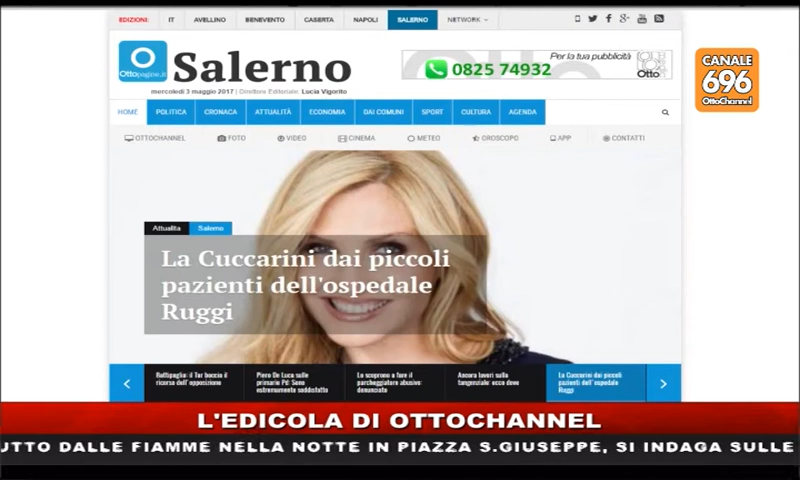 EDIZIONI: IT AVELLINO BENEVENTO CASERTA NAPOLI SALERNO NETWORK
Ottopagine.it
Salerno
Per la tua pubblicità
0825 74932
Otto
CANALE
696
OttoChannel
mercoledì 3 maggio 2017 | Direttore Editoriale: Lucia Vigorito
HOME POLITICA CRONACA ATTUALITÀ ECONOMIA DAI COMUNI SPORT CULTURA AGENDA
OTTOCHANNEL FOTO VIDEO CINEMA METEO OROSCOPO APP CONTATTI
Attualità Salerno
La Cuccarini dai piccoli
pazienti dell'ospedale
Ruggi
Battipaglia: il Tar boccia il
ricorso dell'opposizione
Piero De Luca sulle
primarie Pd: Sono
estremamente soddisfatto
Lo scoprono a fare il
parcheggiatore abusivo:
denunciato
Ancora lavori sulla
tangenziale: ecco dove
La Cuccarini dai piccoli
pazienti dell'ospedale
Ruggi
L'EDICOLA DI OTTOCHANNEL
UTTO DALLE FIAMME NELLA NOTTE IN PIAZZA S.GIUSEPPE, SI INDAGA SULLE